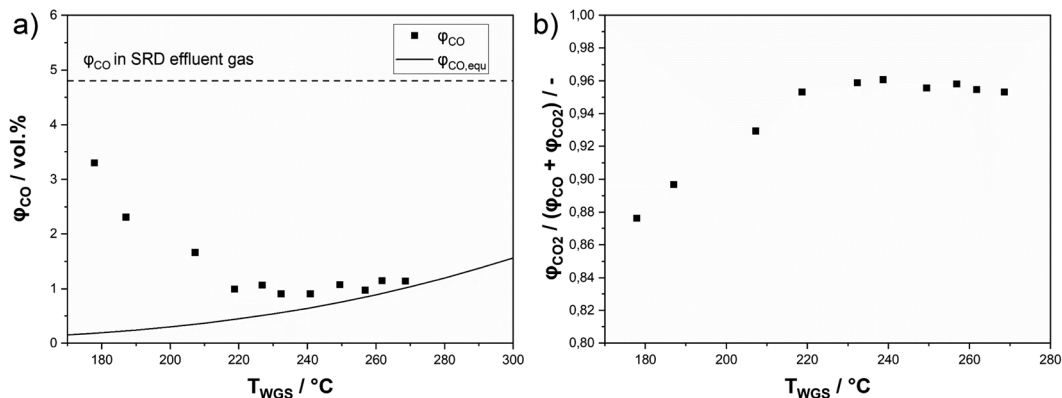 a)
φCO in SRD effluent gas
φCO
φCO,equ
φCO / vol.%
6
5
4
3
2
1
0
180 200 220 240 260 280 300
TWGS / °C
b)
φCO2 / (φCO + φCO2) / -
1,00
0,98
0,96
0,94
0,92
0,90
0,88
0,86
0,84
0,82
0,80
180 200 220 240 260 280
TWGS / °C